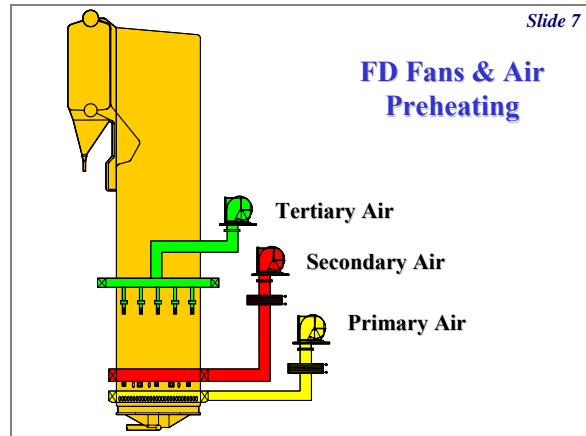 Slide 7
FD Fans & Air
Preheating
Tertiary Air
Secondary Air
Primary Air